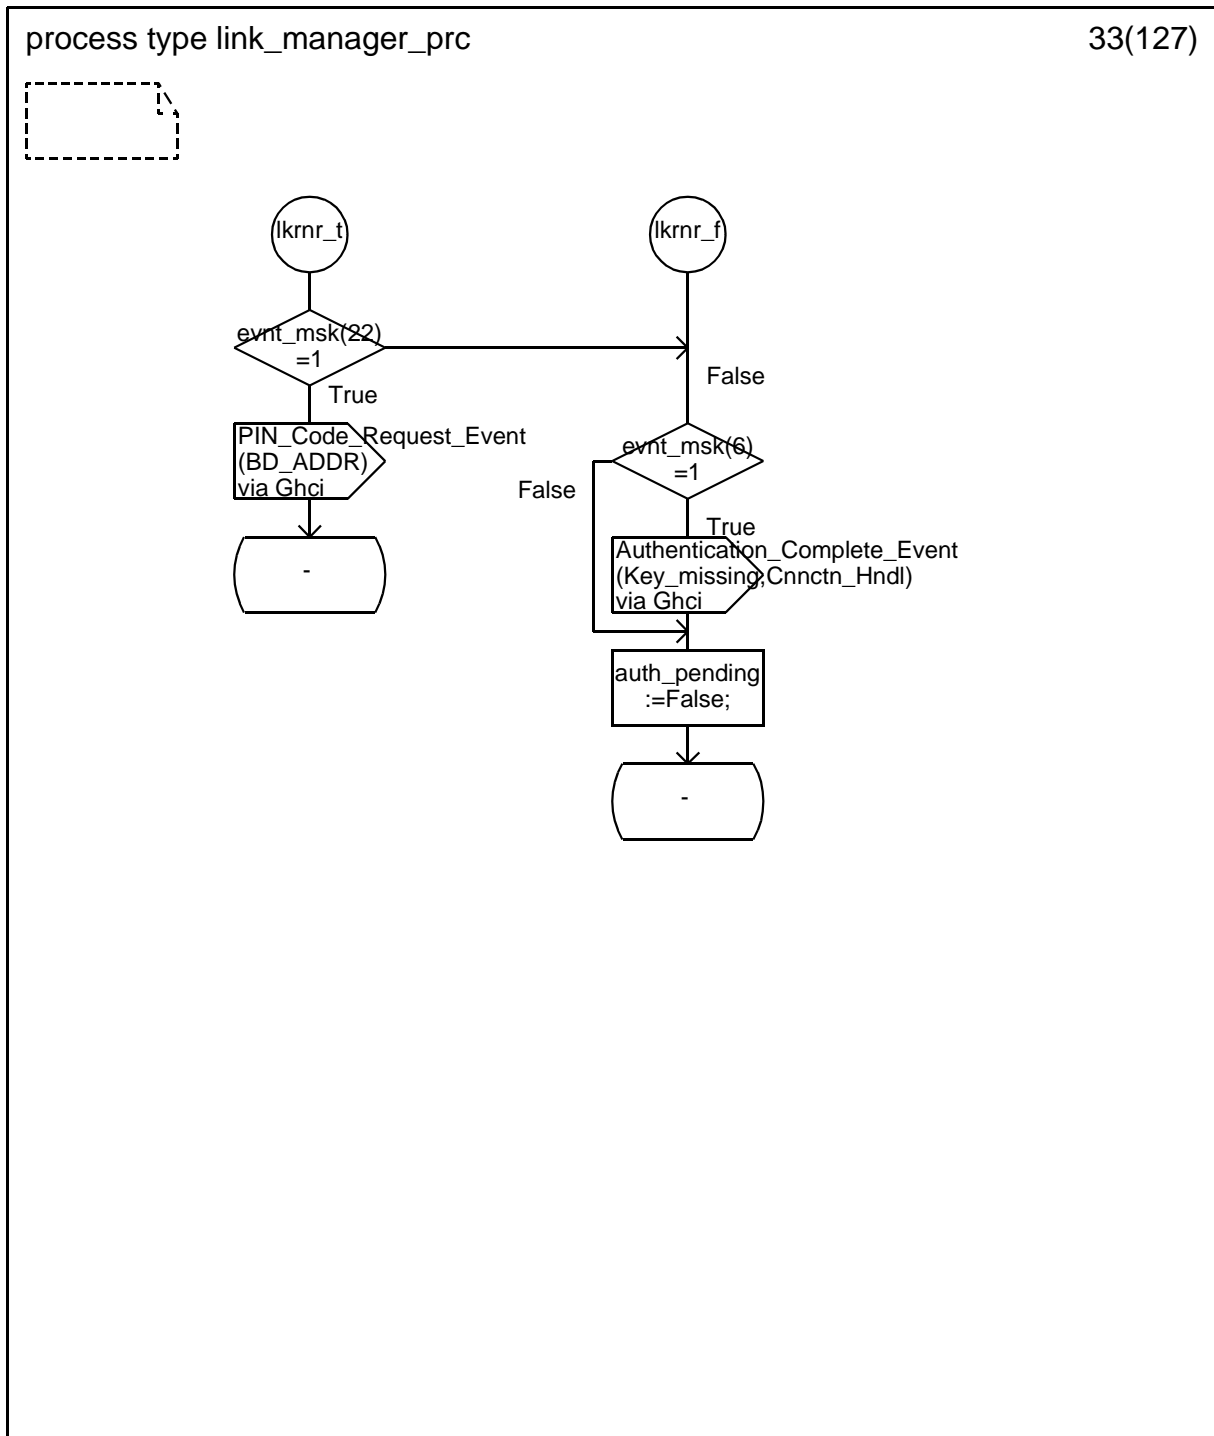 process type link_manager_prc
33(127)
lkrnr_t
lkrnr_f
evnt_msk(22)
=1
False
True
PIN_Code_Request_Event
(BD_ADDR)
via Ghci
evnt_msk(6)
=1
False
True
-
Authentication_Complete_Event
(Key_missing,Cnnctn_Hndl)
via Ghci
auth_pending
:=False;
-